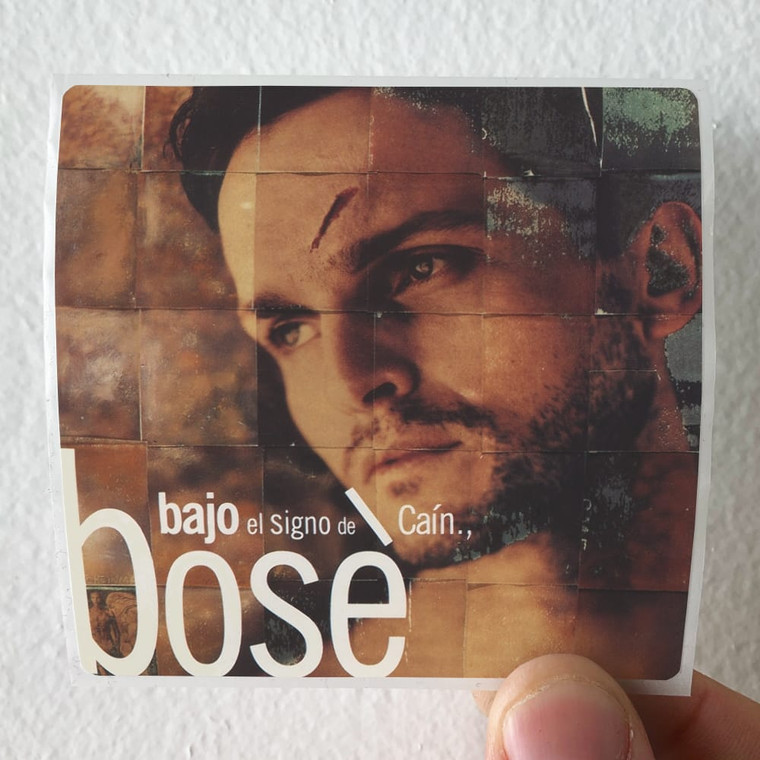 bajo el signo de Caín.,
bosè